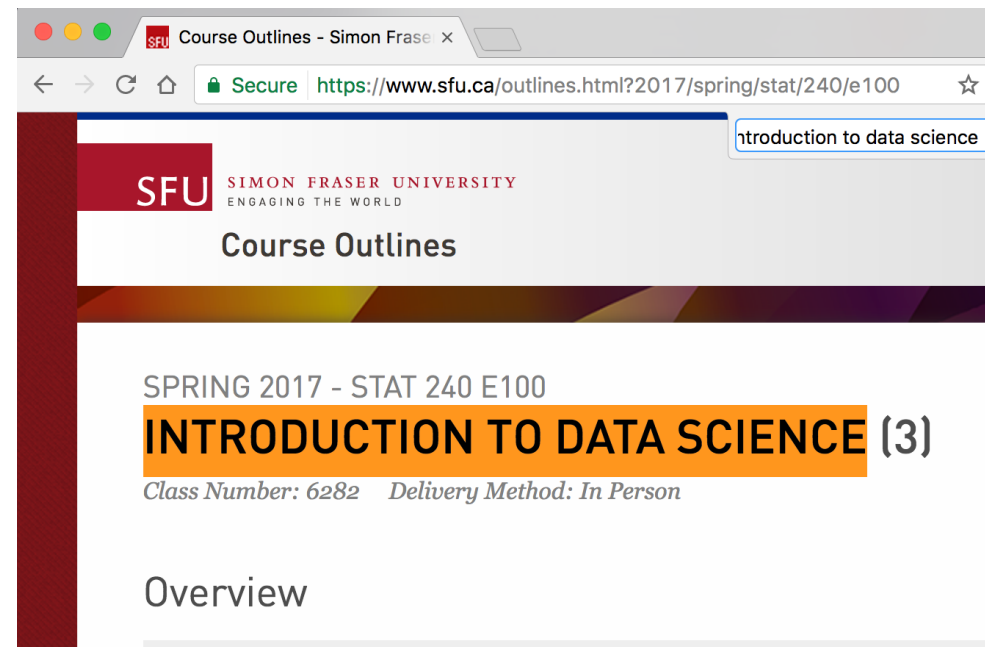 SFU Course Outlines - Simon Frase
Secure https://www.sfu.ca/outlines.html?2017/spring/stat/240/e100
ntroduction to data science
SFU SIMON FRASER UNIVERSITY
ENGAGING THE WORLD
Course Outlines
SPRING 2017 - STAT 240 E100
INTRODUCTION TO DATA SCIENCE (3)
Class Number: 6282 Delivery Method: In Person
Overview